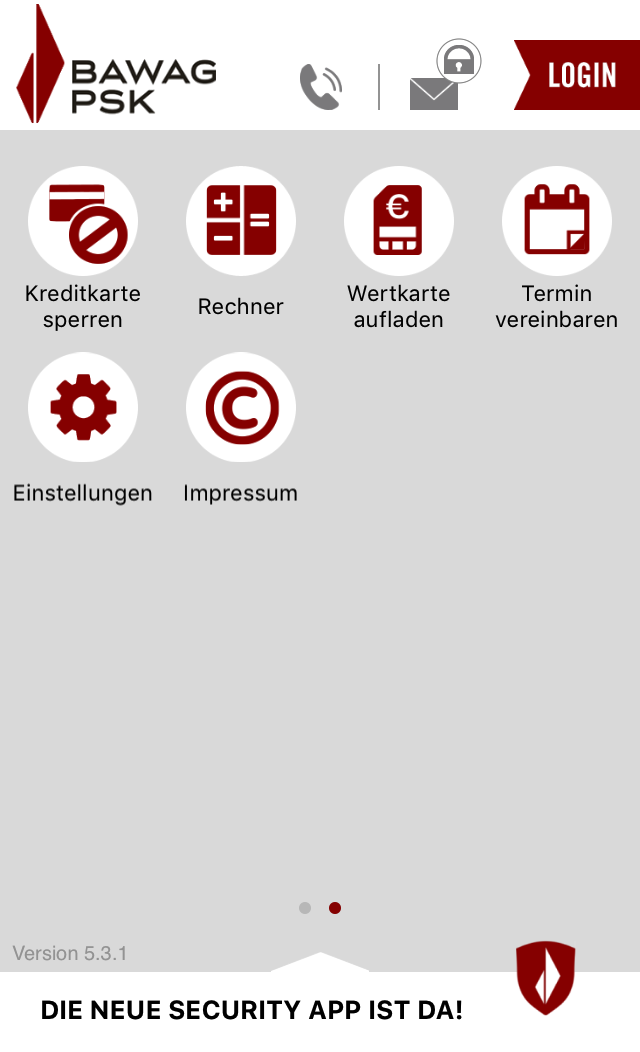 BAWAG
PSK
LOGIN
Kreditkarte
sperren
Rechner
Wertkarte
aufladen
Termin
vereinbaren
Einstellungen
Impressum
Version 5.3.1
DIE NEUE SECURITY APP IST DA!